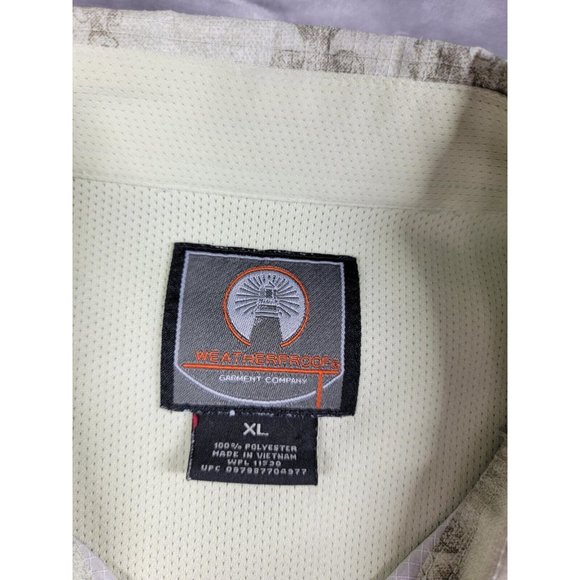 WEATHERPROOF®
GARMENT COMPANY
XL
100% POLYESTER
MADE IN VIETNAM
WPL 11530
UPC 097987704977